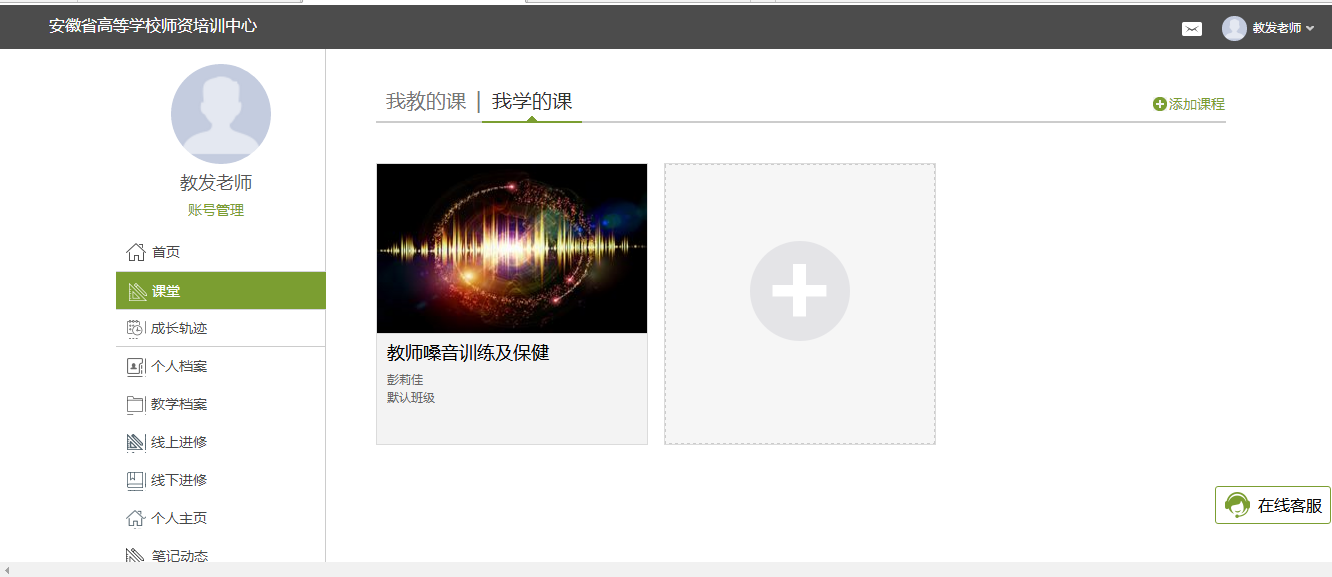 安徽省高等学校师资培训中心
教发老师
教发老师
账号管理
首页
课堂
成长轨迹
个人档案
教学档案
线上进修
线下进修
个人主页
笔记动态
我教的课 | 我学的课
添加课程
教师嗓音训练及保健
彭莉佳
默认班级
在线客服